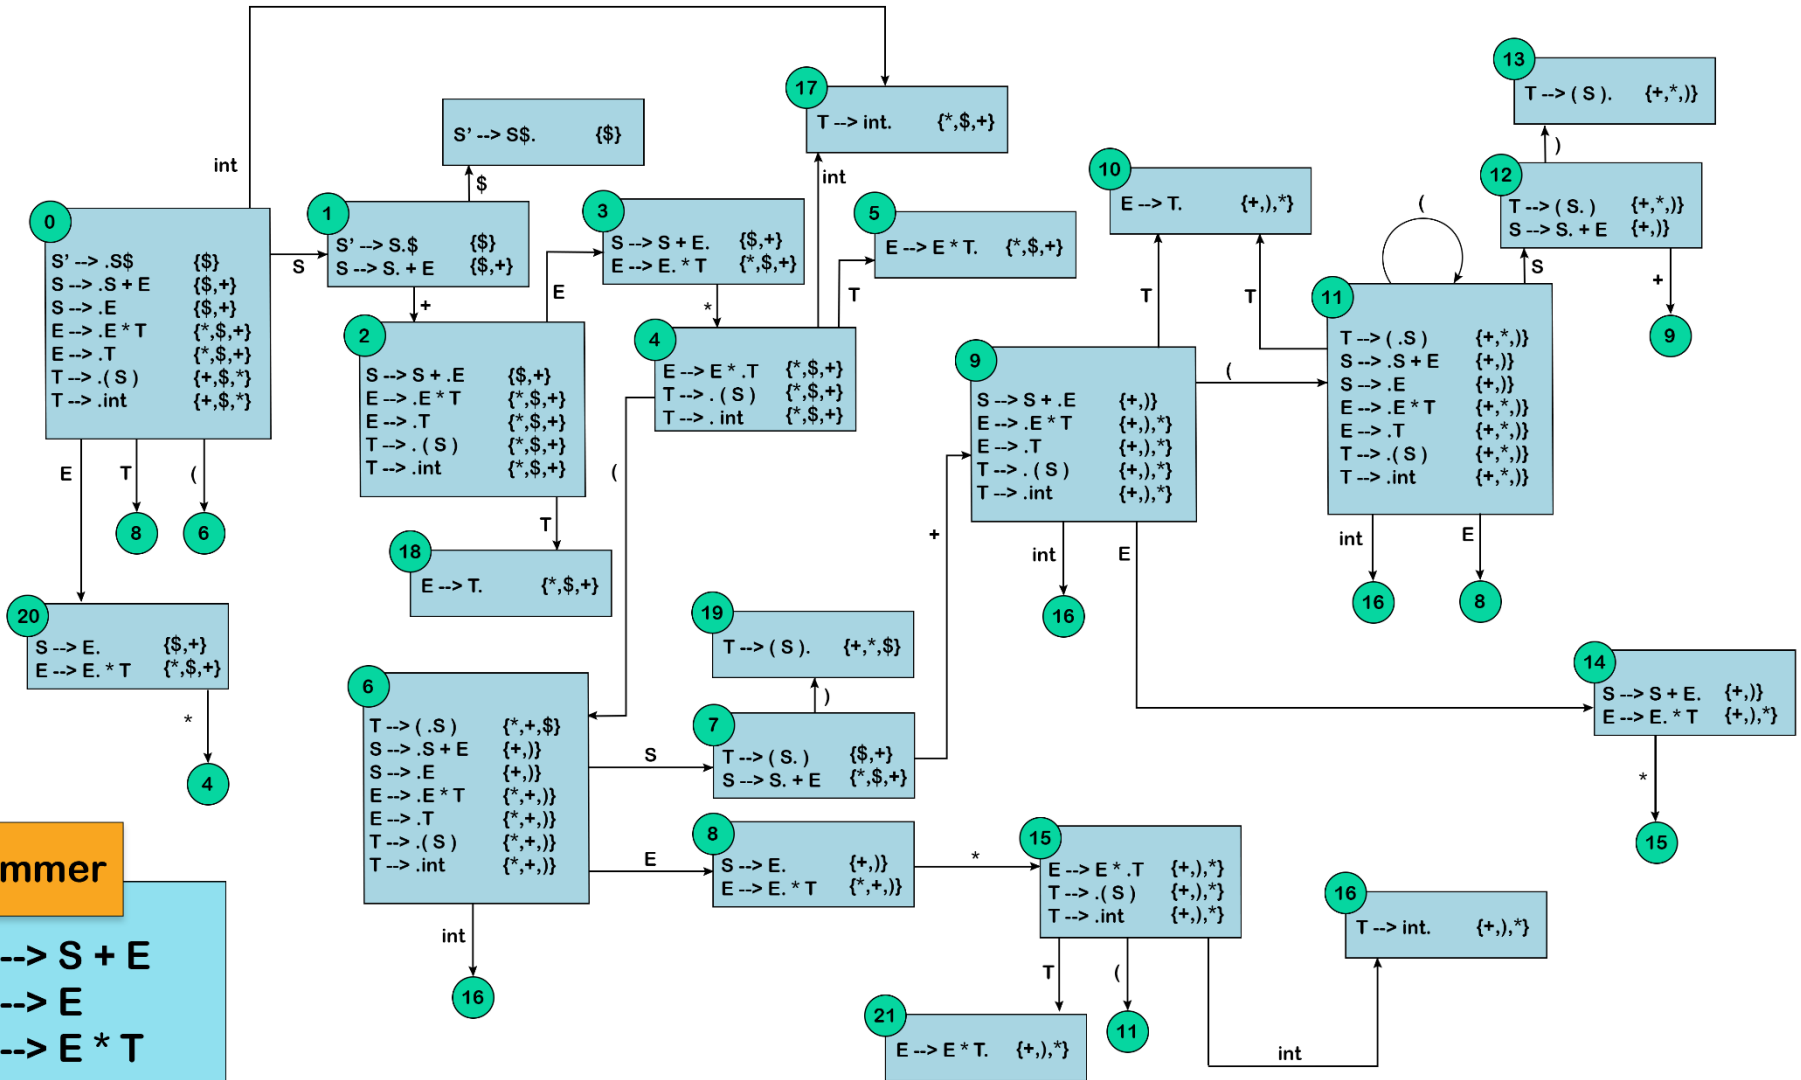 int
0
S' --> .S$ {$}
S --> .S + E {$,+}
S --> .E {$,+}
E --> .E * T {*,$,+}
E --> .T {*,$,+}
T --> .( S ) {+,$,*}
T --> .int {+,$,*}
S
E
T
(
8
6
20
S --> E. {$,+}
E --> E. * T {*,$,+}
*
4
S' --> S$. {$}
$
1
S' --> S.$ {$}
S --> S. + E {$,+}
+
2
S --> S + .E {$,+}
E --> .E * T {*,$,+}
E --> .T {*,$,+}
T --> . ( S ) {*,$,+}
T --> .int {*,$,+}
E
T
18
E --> T. {*,$,+}
3
S --> S + E. {$,+}
E --> E. * T {*,$,+}
*
4
E --> E * .T {*,$,+}
T --> . ( S ) {*,$,+}
T --> . int {*,$,+}
int
T
(
17
T --> int. {*,$,+}
5
E --> E * T. {*,$,+}
6
T --> ( .S ) {*,+,$}
S --> .S + E {+,)}
S --> .E {+,)}
E --> .E * T {*,+,)}
E --> .T {*,+,)}
T --> .( S ) {*,+,)}
T --> .int {*,+,)}
S
E
int
16
19
T --> ( S ). {+,*,$}
)
7
T --> ( S. ) {$,+}
S --> S. + E {*,$,+}
+
8
S --> E. {+,)}
E --> E. * T {*,+,)}
*
9
S --> S + .E {+,)}
E --> .E * T {+,),*}
E --> .T {+,),*}
T --> . ( S ) {+,),*}
T --> .int {+,),*}
T
(
int
E
16
10
E --> T. {+,),*}
T
(
11
T --> ( .S ) {+,*,)}
S --> .S + E {+,)}
S --> .E {+,)}
E --> .E * T {+,*,)}
E --> .T {+,*,)}
T --> .( S ) {+,*,)}
T --> .int {+,*,)}
int
E
16
8
S
12
T --> ( S. ) {+,*,)}
S --> S. + E {+,)}
)
+
9
13
T --> ( S ). {+,*,)}
14
S --> S + E. {+,)}
E --> E. * T {+,),*}
*
15
15
E --> E * .T {+,),*}
T --> .( S ) {+,),*}
T --> .int {+,),*}
T
(
int
11
16
T --> int. {+,),*}
21
E --> E * T. {+,),*}
mmer
--> S + E
--> E
--> E * T